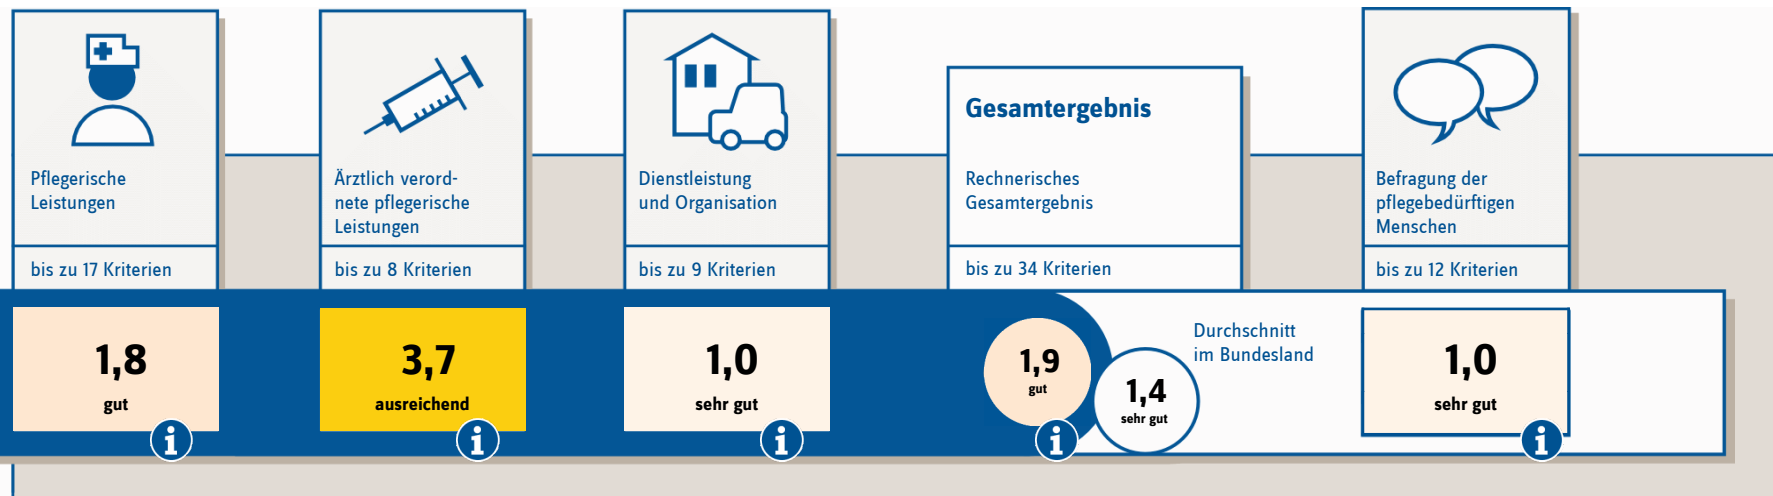 Pflegerische
Leistungen
bis zu 17 Kriterien
1,8
gut
i
Ärztlich verord-
nete pflegerische
Leistungen
bis zu 8 Kriterien
3,7
ausreichend
i
Dienstleistung
und Organisation
bis zu 9 Kriterien
1,0
sehr gut
i
Gesamtergebnis
Rechnerisches
Gesamtergebnis
bis zu 34 Kriterien
1,9
gut
i
Durchschnitt
im Bundesland
1,4
sehr gut
Befragung der
pflegebedürftigen
Menschen
bis zu 12 Kriterien
1,0
sehr gut
i